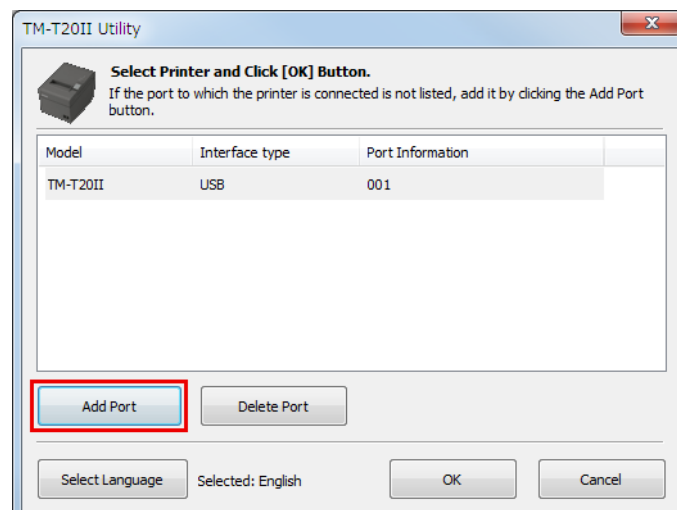 TM-T20II Utility
Select Printer and Click [OK] Button.
If the port to which the printer is connected is not listed, add it by clicking the Add Port
button.
Model Interface type Port Information
TM-T20II USB 001
Add Port Delete Port
Select Language Selected: English OK Cancel